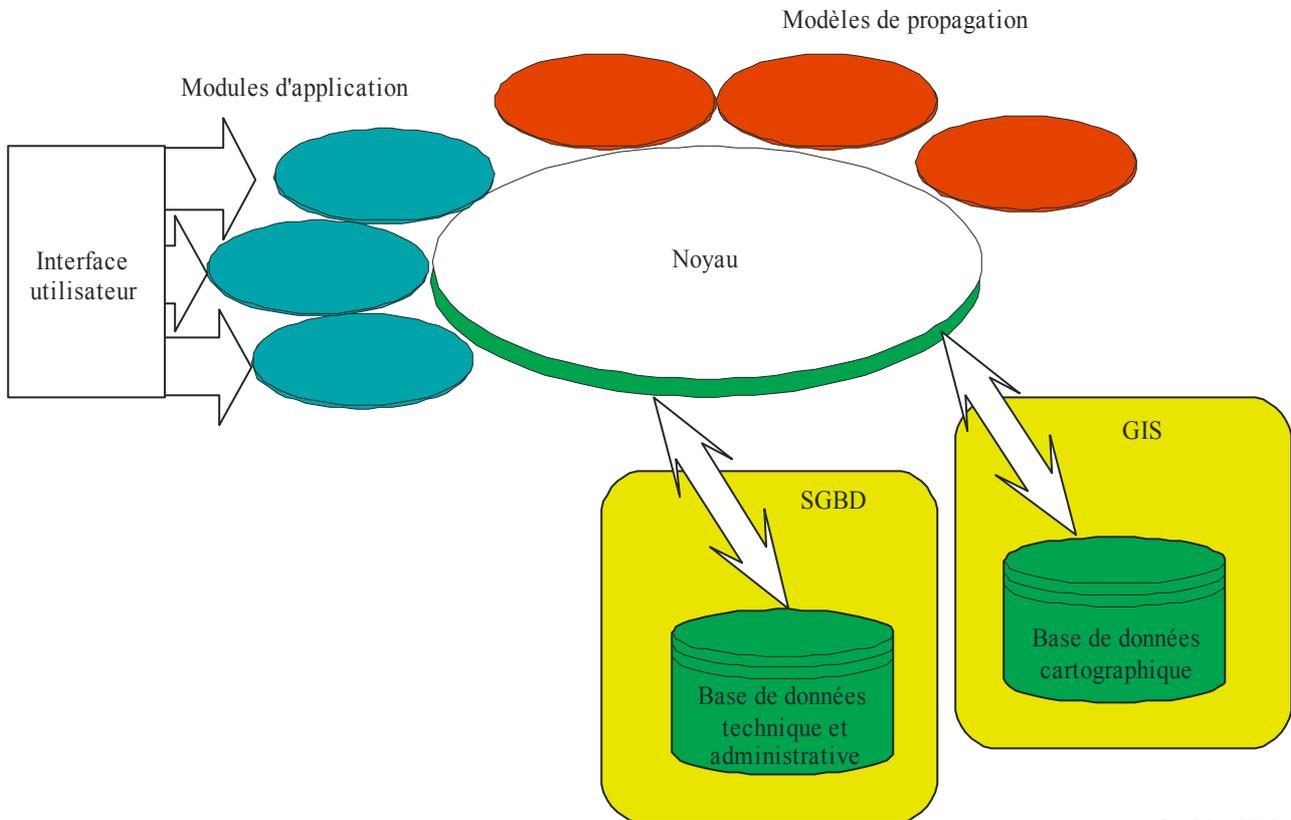 Modèles de propagation
Modules d'application
Interface
utilisateur
Noyau
GIS
SGBD
Base de données
cartographique
Base de données
technique et
administrative